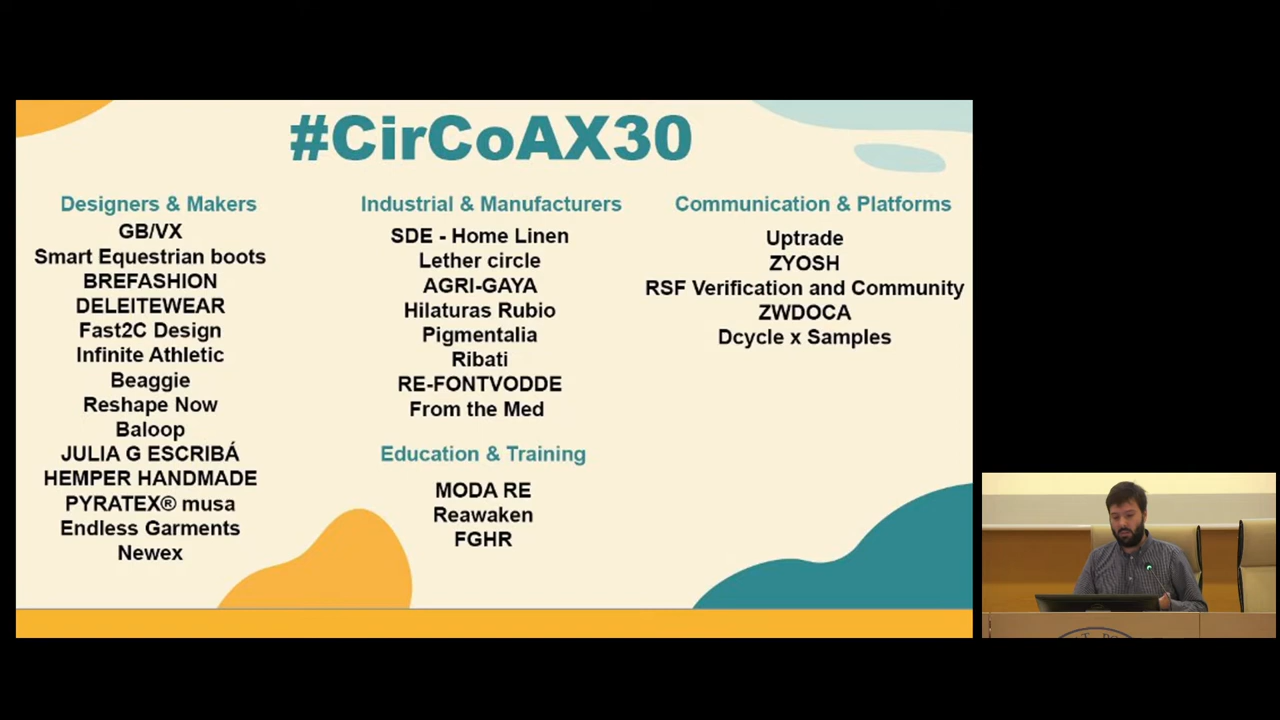 #CirCoAX30
Designers & Makers
GB/VX
Smart Equestrian boots
BREFASHION
DELEITEWEAR
Fast2C Design
Infinite Athletic
Beaggie
Reshape Now
Baloop
JULIA G ESCRIBÁ
HEMPER HANDMADE
PYRATEX® musa
Endless Garments
Newex
Industrial & Manufacturers
SDE - Home Linen
Lether circle
AGRI-GAYA
Hilaturas Rubio
Pigmentalia
Ribati
RE-FONTVODDE
From the Med
Education & Training
MODA RE
Reawaken
FGHR
Communication & Platforms
Uptrade
ZYOSH
RSF Verification and Community
ZWDOCA
Dcycle x Samples